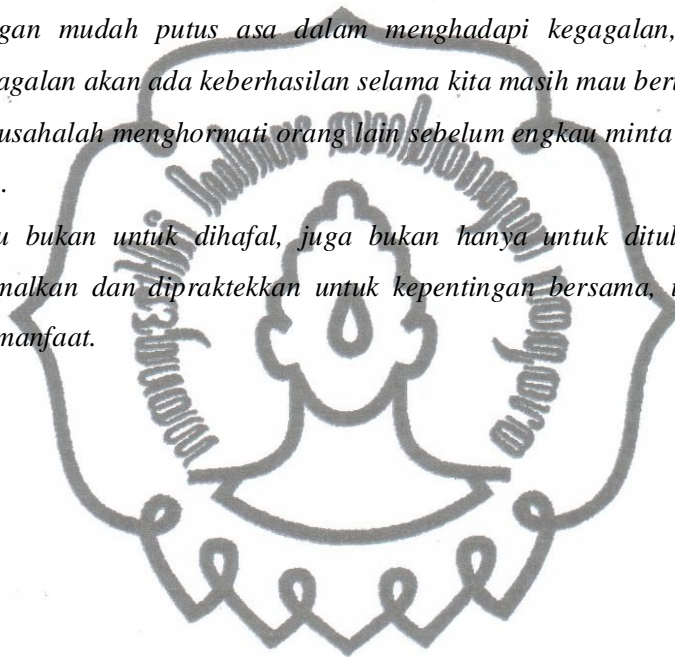 gan mudah putus asa dalam menghadapi kegagalan,
agalan akan ada keberhasilan selama kita masih mau ber
usahalah menghormati orang lain sebelum engkau minta
.
u bukan untuk dihafal, juga bukan hanya untuk ditul
malkan dan dipraktekkan untuk kepentingan bersama,
manfaat.